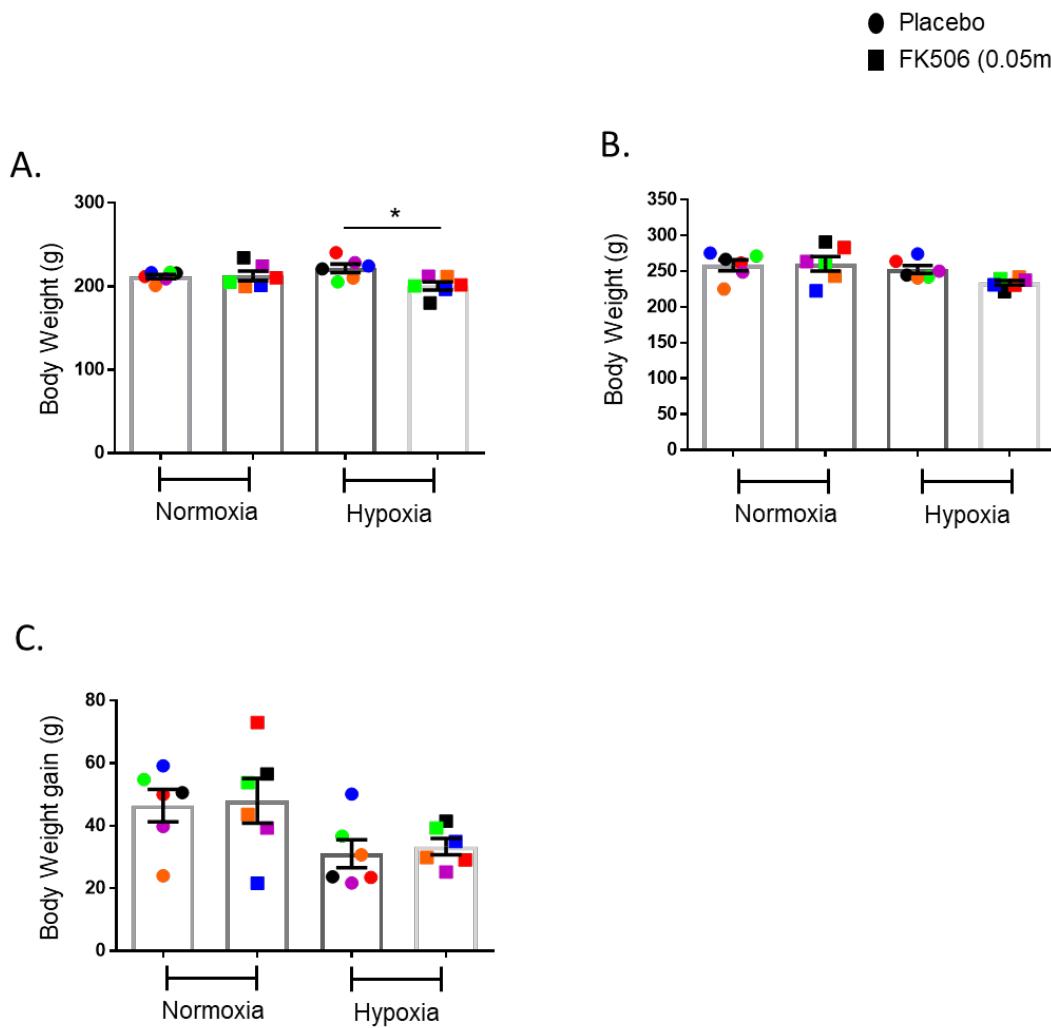 Placebo
FK506 (0.05m
A.
300
200
100
0
Body Weight (g)
*
Normoxia
Hypoxia
B.
350
300
250
200
150
100
50
0
Body Weight (g)
Normoxia
Hypoxia
C.
80
60
40
20
0
Body Weight gain (g)
Normoxia
Hypoxia